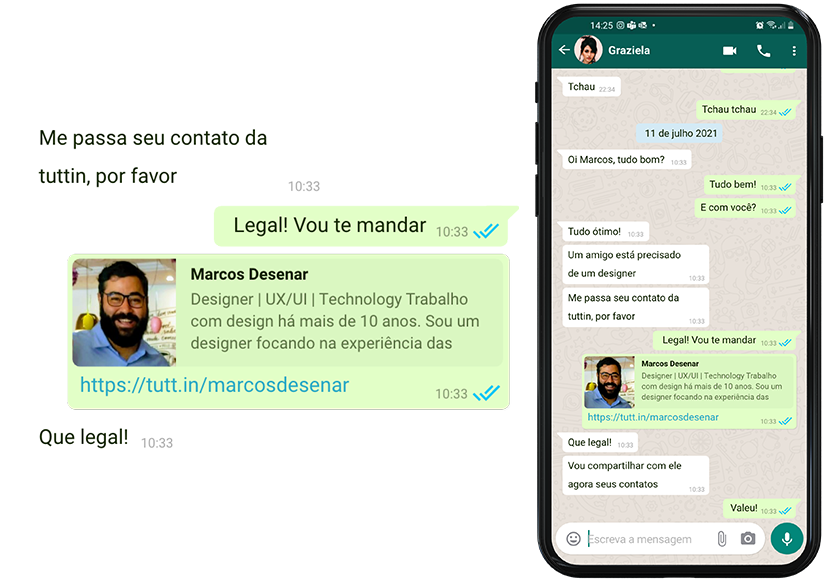 Me passa seu contato da
tuttin, por favor
10:33
Legal! Vou te mandar 10:33
Marcos Desenar
Designer | UX/UI | Technology Trabalho
com design há mais de 10 anos. Sou um
designer focando na experiência das
https://tutt.in/marcosdesenar
10:33
Que legal! 10:33
14:25
Graziela
Tchau 22:34
Tchau tchau 22:34
11 de julho 2021
Oi Marcos, tudo bom? 10:33
Tudo bem! 10:33
E com você? 10:33
Tudo ótimo! 10:33
Um amigo está precisado
de um designer
10:33
Me passa seu contato da
tuttin, por favor
10:33
Legal! Vou te mandar 10:33
Marcos Desenar
Designer | UX/UI | Technology Trabalho
com design há mais de 10 anos. Sou um
designer focando na experiência das
https://tutt.in/marcosdesenar
10:33
Que legal! 10:33
Vou compartilhar com ele
agora seus contatos
10:33
Valeu! 10:33
Escreva a mensagem